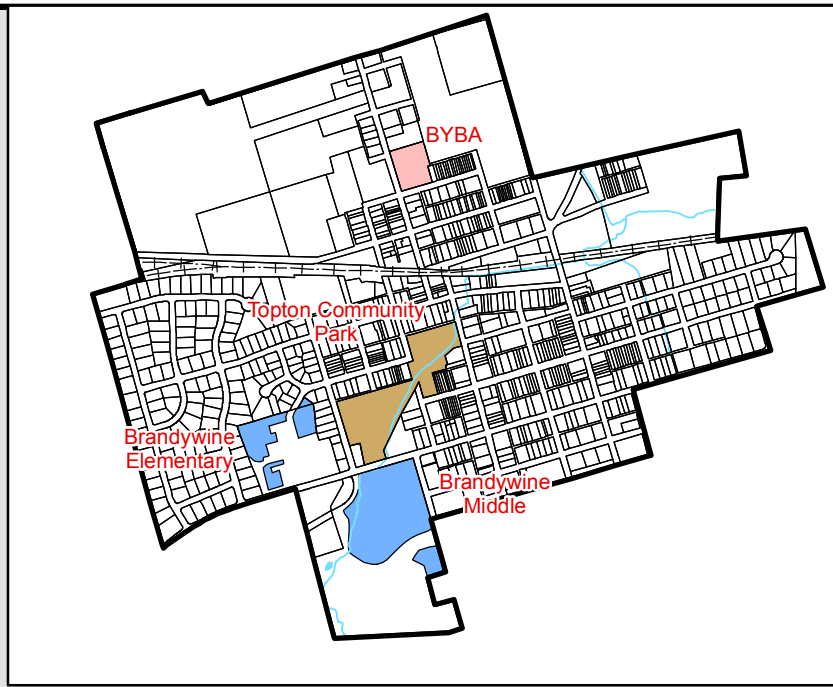 BYBA
Topton Community
Park
Brandywine
Elementary
Brandywine
Middle